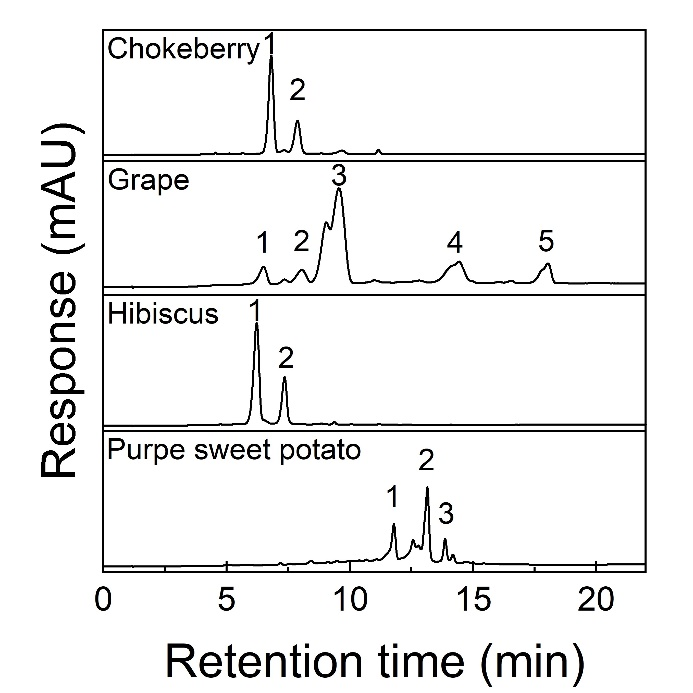 Chokeberry 1
2
Grape
3
1
2
4
5
Hibiscus
1
2
Purpe sweet potato
2
1
3
Response (mAU)
0 5 10 15 20
Retention time (min)